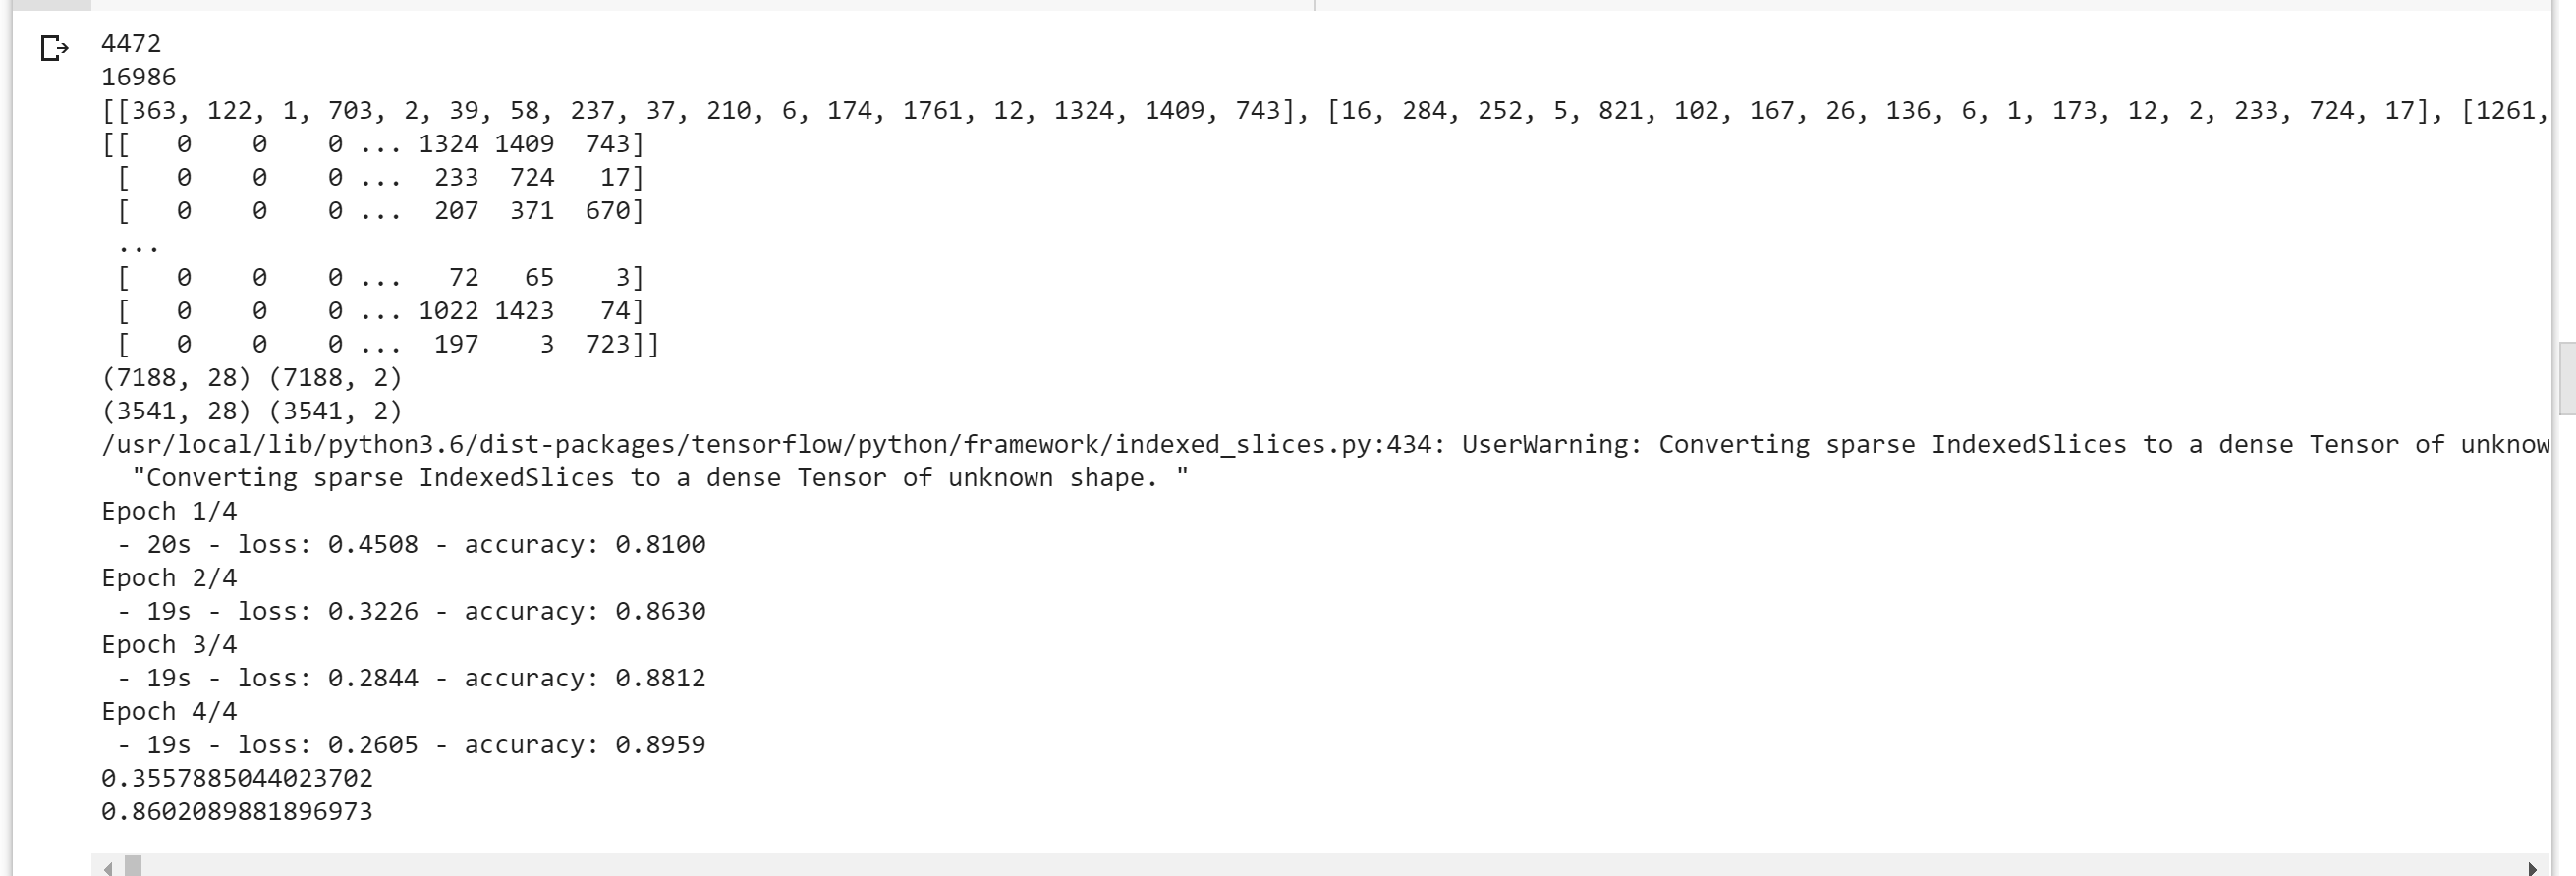 4472
16986
[[363, 122, 1, 703, 2, 39, 58, 237, 37, 210, 6, 174, 1761, 12, 1324, 1409, 743], [16, 284, 252, 5, 821, 102, 167, 26, 136, 6, 1, 173, 12, 2, 233, 724, 17], [1261,
[[   0    0    0 ... 1324 1409  743]
 [   0    0    0 ...  233  724   17]
 [   0    0    0 ...  207  371  670]
 ...
 [   0    0    0 ...   72   65    3]
 [   0    0    0 ... 1022 1423   74]
 [   0    0    0 ...  197    3  723]]
(7188, 28) (7188, 2)
(3541, 28) (3541, 2)
/usr/local/lib/python3.6/dist-packages/tensorflow/python/framework/indexed_slices.py:434: UserWarning: Converting sparse IndexedSlices to a dense Tensor of unknow
  "Converting sparse IndexedSlices to a dense Tensor of unknown shape. "
Epoch 1/4
 - 20s - loss: 0.4508 - accuracy: 0.8100
Epoch 2/4
 - 19s - loss: 0.3226 - accuracy: 0.8630
Epoch 3/4
 - 19s - loss: 0.2844 - accuracy: 0.8812
Epoch 4/4
 - 19s - loss: 0.2605 - accuracy: 0.8959
0.3557885044023702
0.8602089881896973